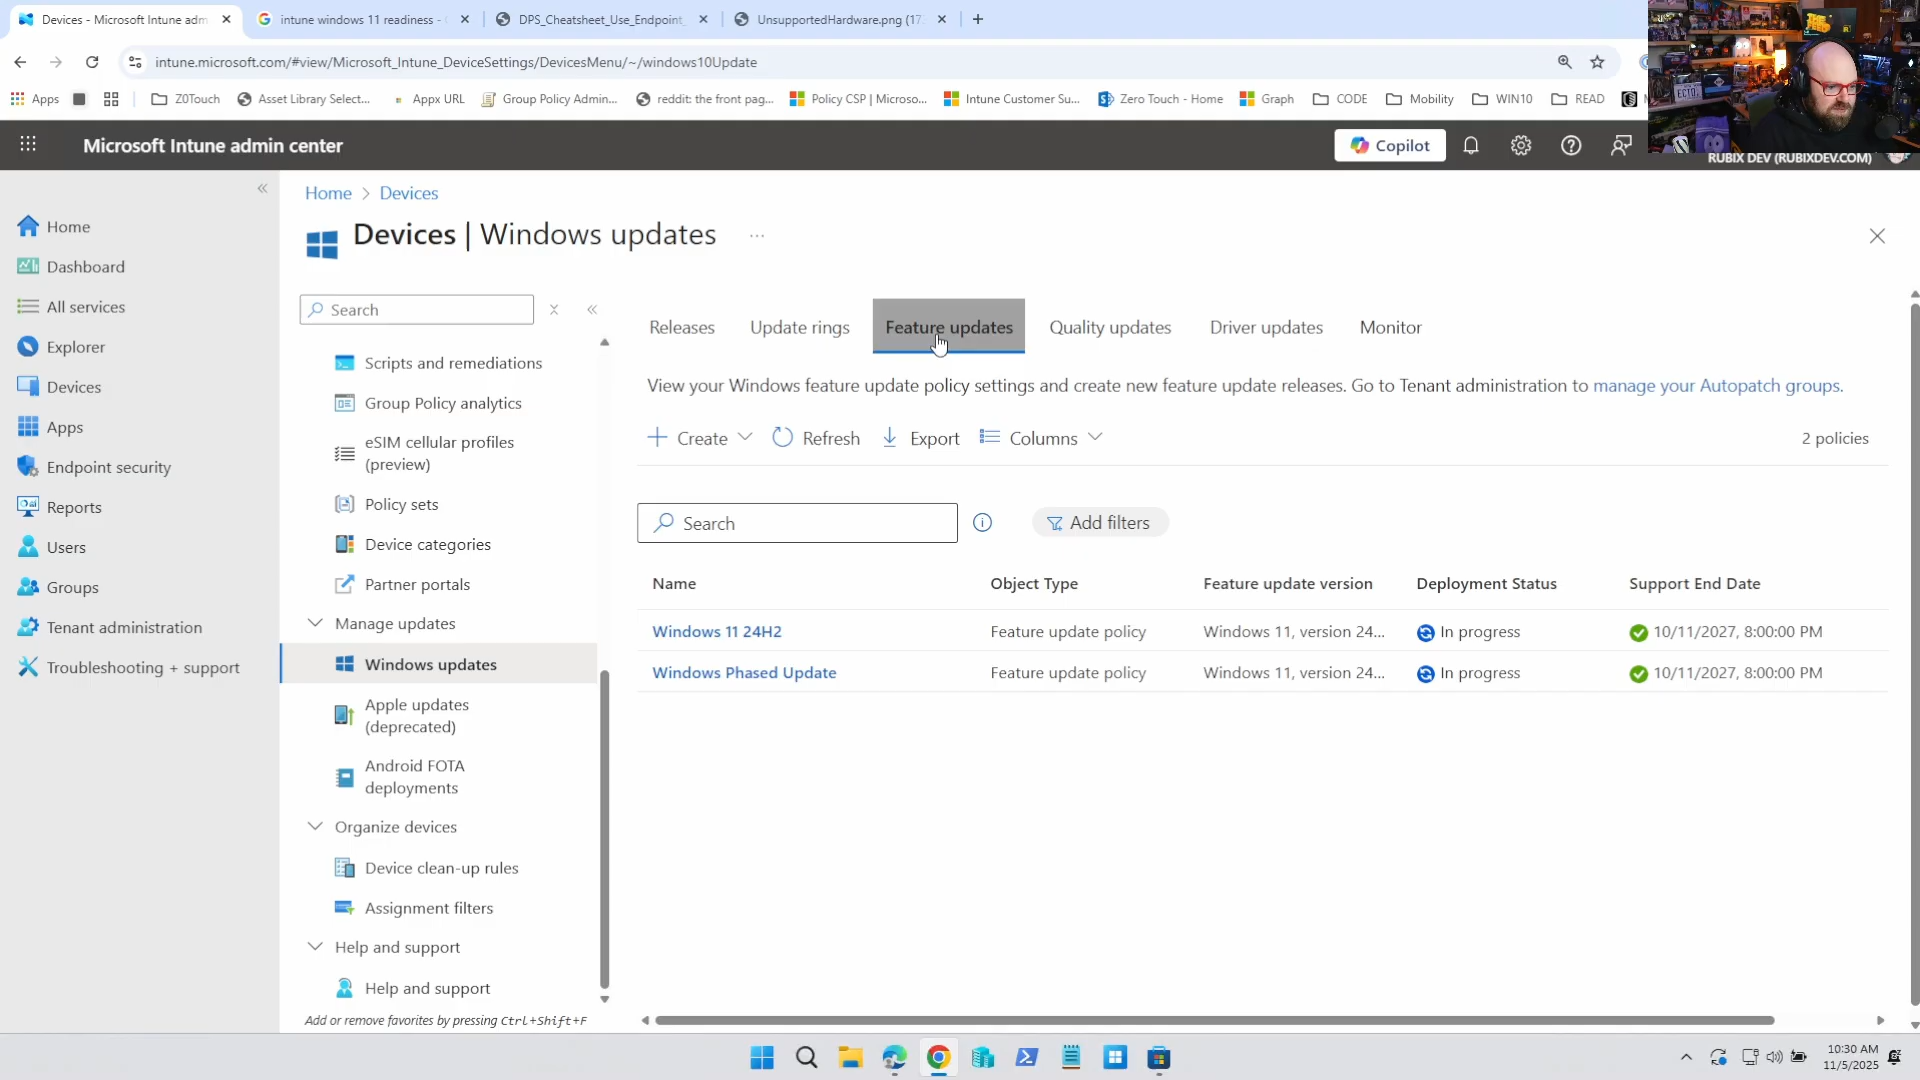 Devices - Microsoft Intune adm
intune windows 11 readiness -
DPS_Cheatsheet_Use_Endpoint_
UnsupportedHardware.png (17
intune.microsoft.com/#view/Microsoft_Intune_DeviceSettings/DevicesMenu/~/windows10Update
Apps
Z0Touch
Asset Library Select...
Appx URL
Group Policy Admin...
reddit: the front pag...
Policy CSP | Microso...
Intune Customer Su...
Zero Touch - Home
Graph
CODE
Mobility
WIN10
READ
Microsoft Intune admin center
Copilot
RUBIX DEV (RUBIXDEV.COM)
Home
Dashboard
All services
Explorer
Devices
Apps
Endpoint security
Reports
Users
Groups
Tenant administration
Troubleshooting + support
Home > Devices
Devices | Windows updates
...
Search
Scripts and remediations
Group Policy analytics
eSIM cellular profiles
(preview)
Policy sets
Device categories
Partner portals
Manage updates
Windows updates
Apple updates
(deprecated)
Android FOTA
deployments
Organize devices
Device clean-up rules
Assignment filters
Help and support
Help and support
Add or remove favorites by pressing Ctrl+Shift+F
Releases
Update rings
Feature updates
Quality updates
Driver updates
Monitor
View your Windows feature update policy settings and create new feature update releases. Go to Tenant administration to manage your Autopatch groups.
Create
Refresh
Export
Columns
2 policies
Search
Add filters
Name Object Type Feature update version Deployment Status Support End Date
Windows 11 24H2 Feature update policy Windows 11, version 24... In progress 10/11/2027, 8:00:00 PM
Windows Phased Update Feature update policy Windows 11, version 24... In progress 10/11/2027, 8:00:00 PM
10:30 AM
11/5/2025